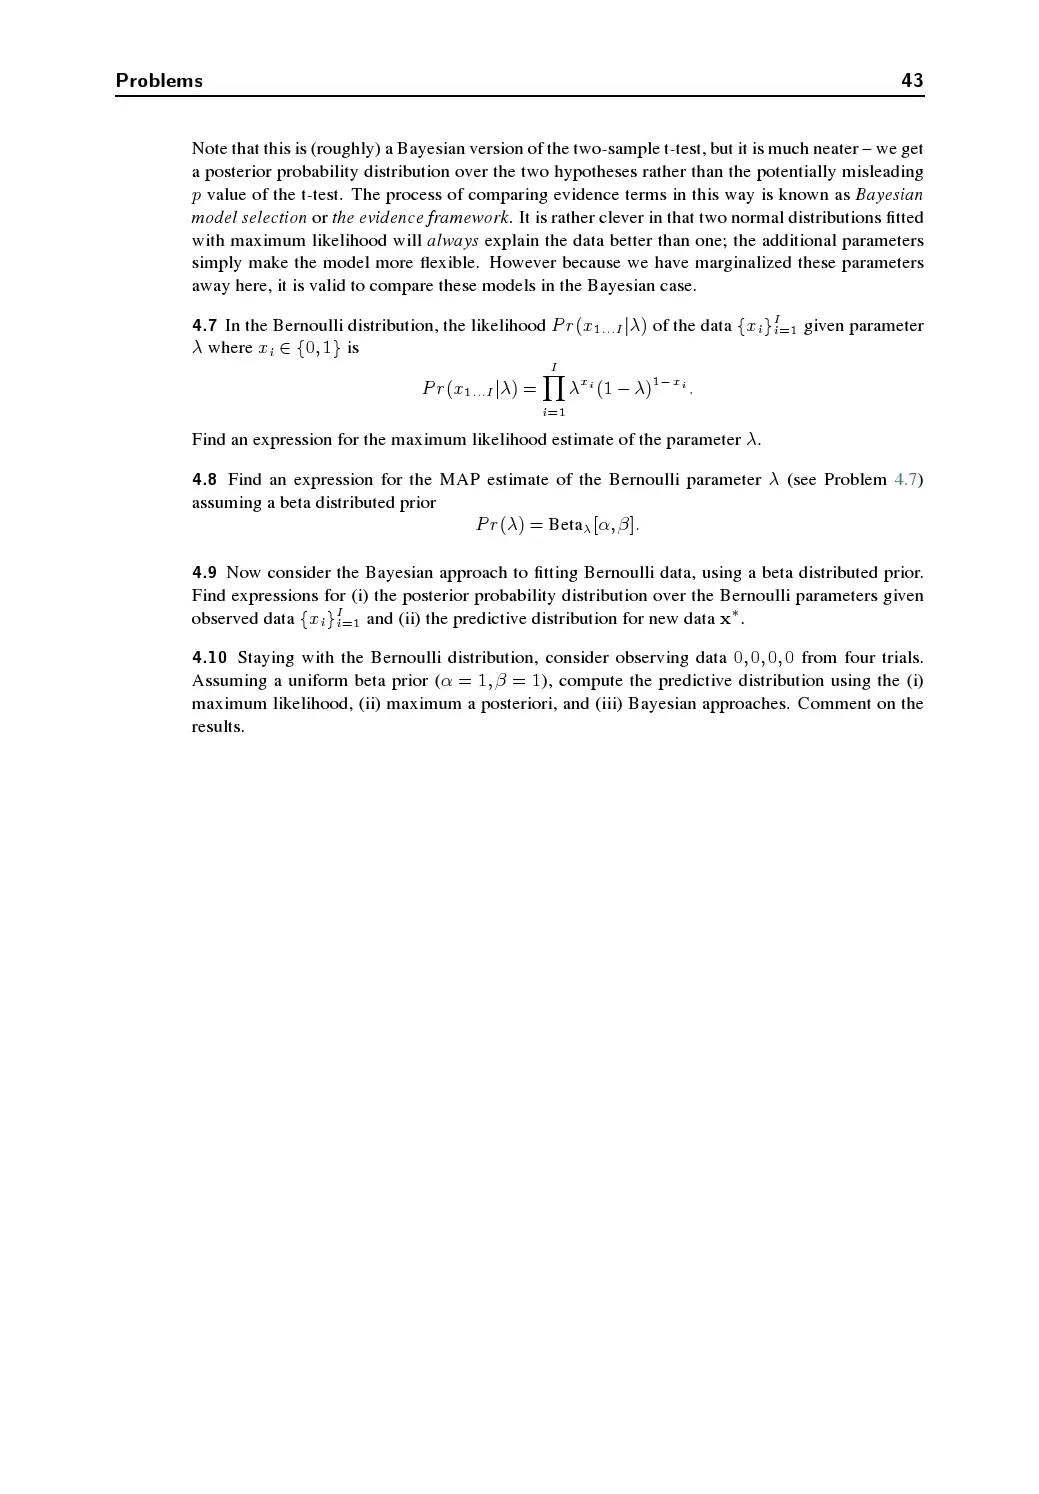 Problems 43
Note that this is (roughly) a Bayesian version of the two-sample t-test, but it is much neater – we get
a posterior probability distribution over the two hypotheses rather than the potentially misleading
p value of the t-test. The process of comparing evidence terms in this way is known as Bayesian
model selection or the evidence framework. It is rather clever in that two normal distributions fitted
with maximum likelihood will always explain the data better than one; the additional parameters
simply make the model more flexible. However because we have marginalized these parameters
away here, it is valid to compare these models in the Bayesian case.
4.7 In the Bernoulli distribution, the likelihood $Pr(x_{1...I}|\lambda)$ of the data $\{x_i\}_{i=1}^{I}$ given parameter
$\lambda$ where $x_i \in \{0,1\}$ is
$Pr(x_{1...I}|\lambda) = \prod_{i=1}^{I} \lambda^{x_i}(1-\lambda)^{1-x_i}.$
Find an expression for the maximum likelihood estimate of the parameter $\lambda$.
4.8 Find an expression for the MAP estimate of the Bernoulli parameter $\lambda$ (see Problem 4.7)
assuming a beta distributed prior
$Pr(\lambda) = \text{Beta}_{\lambda}[\alpha, \beta].$
4.9 Now consider the Bayesian approach to fitting Bernoulli data, using a beta distributed prior.
Find expressions for (i) the posterior probability distribution over the Bernoulli parameters given
observed data $\{x_i\}_{i=1}^{I}$ and (ii) the predictive distribution for new data $\mathbf{x}^*$.
4.10 Staying with the Bernoulli distribution, consider observing data 0,0,0,0 from four trials.
Assuming a uniform beta prior ($\alpha = 1, \beta = 1$), compute the predictive distribution using the (i)
maximum likelihood, (ii) maximum a posteriori, and (iii) Bayesian approaches. Comment on the
results.